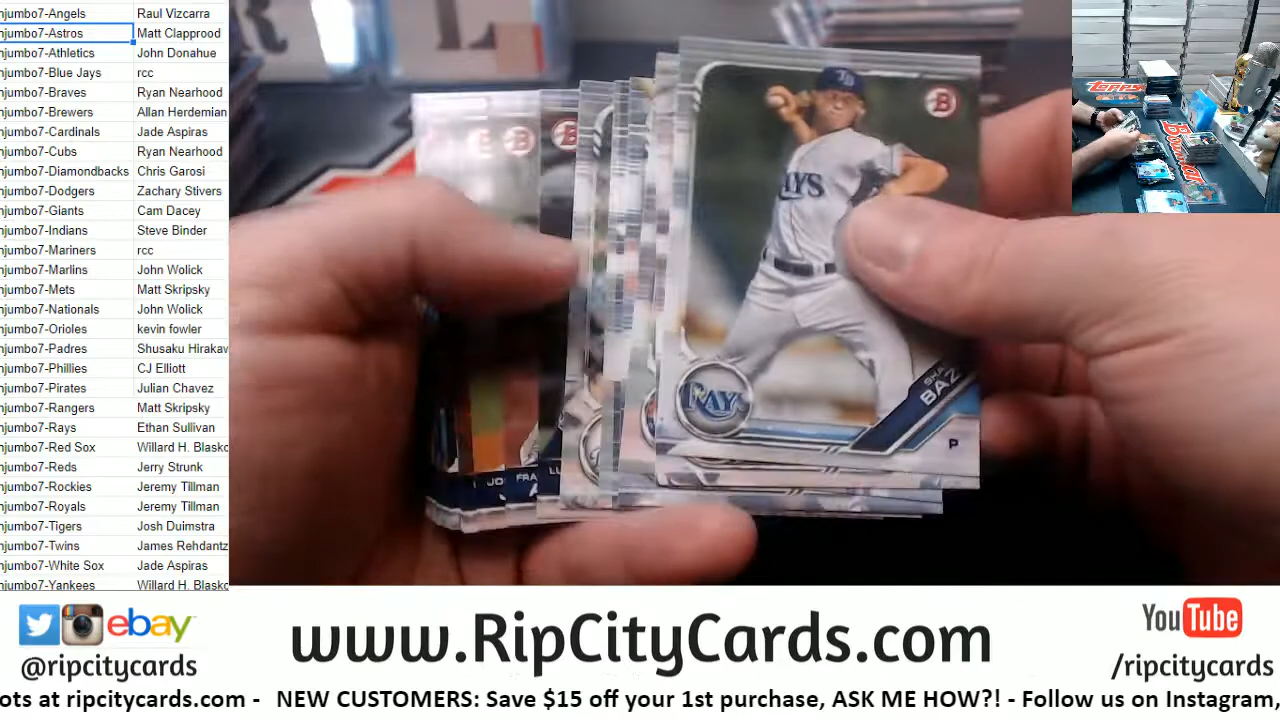 njumbo7-Angels Raul Vizcarra
njumbo7-Astros Matt Clapprood
njumbo7-Athletics John Donahue
njumbo7-Blue Jays rcc
njumbo7-Braves Ryan Nearhood
njumbo7-Brewers Allan Herdemian
njumbo7-Cardinals Jade Aspiras
njumbo7-Cubs Ryan Nearhood
njumbo7-Diamondbacks Chris Garosi
njumbo7-Dodgers Zachary Stivers
njumbo7-Giants Cam Dacey
njumbo7-Indians Steve Binder
njumbo7-Mariners rcc
njumbo7-Marlins John Wolick
njumbo7-Mets Matt Skripsky
njumbo7-Nationals John Wolick
njumbo7-Orioles kevin fowler
njumbo7-Padres Shusaku Hirakaw
njumbo7-Phillies CJ Elliott
njumbo7-Pirates Julian Chavez
njumbo7-Rangers Matt Skripsky
njumbo7-Rays Ethan Sullivan
njumbo7-Red Sox Willard H. Blasko
njumbo7-Reds Jerry Strunk
njumbo7-Rockies Jeremy Tillman
njumbo7-Royals Jeremy Tillman
njumbo7-Tigers Josh Duimstra
njumbo7-Twins James Rehdantz
njumbo7-White Sox Jade Aspiras
njumbo7-Yankees Willard H. Blasko
TB
B
RAYS
RAYS
BAZ
P
JO
FRA
LU
Topps
Bowman
ebay
@ripcitycards
www.RipCityCards.com
YouTube
/ripcitycards
ots at ripcitycards.com - NEW CUSTOMERS: Save $15 off your 1st purchase, ASK ME HOW?! - Follow us on Instagram,